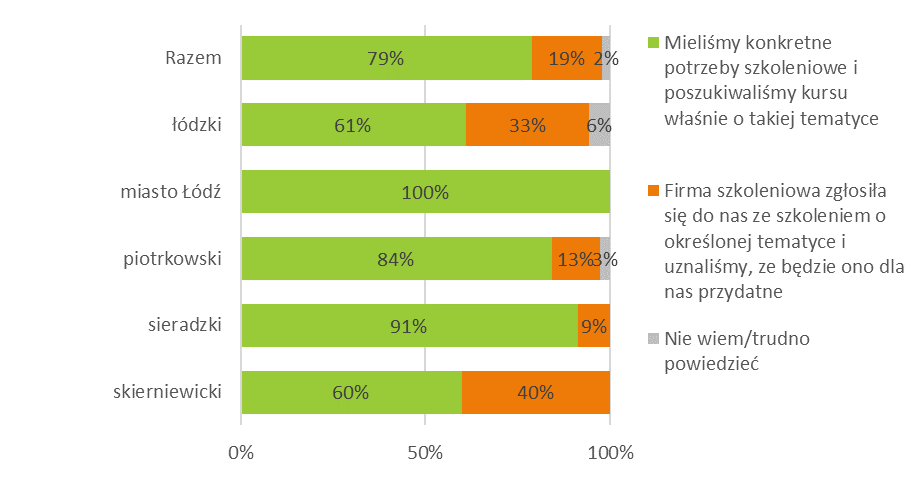 Razem
79%
19%
2%
łódzki
61%
33%
6%
miasto Łódź
100%
piotrkowski
84%
13%
3%
sieradzki
91%
9%
skierniewicki
60%
40%
0%
50%
100%
Mieliśmy konkretne
potrzeby szkoleniowe i
poszukiwaliśmy kursu
właśnie o takiej tematyce
Firma szkoleniowa zgłosiła
się do nas ze szkoleniem o
określonej tematyce i
uznaliśmy, ze będzie ono dla
nas przydatne
Nie wiem/trudno
powiedzieć